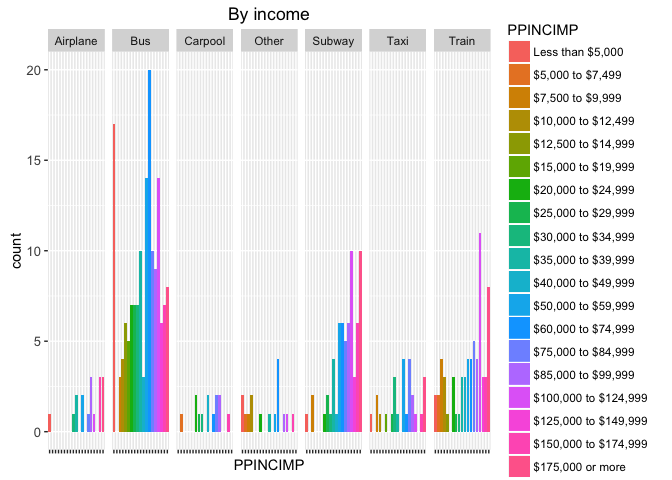 By income
Airplane Bus Carpool Other Subway Taxi Train
20
15
10
5
0
count
PPINCIMP
PPINCIMP
Less than $5,000
$5,000 to $7,499
$7,500 to $9,999
$10,000 to $12,499
$12,500 to $14,999
$15,000 to $19,999
$20,000 to $24,999
$25,000 to $29,999
$30,000 to $34,999
$35,000 to $39,999
$40,000 to $49,999
$50,000 to $59,999
$60,000 to $74,999
$75,000 to $84,999
$85,000 to $99,999
$100,000 to $124,999
$125,000 to $149,999
$150,000 to $174,999
$175,000 or more